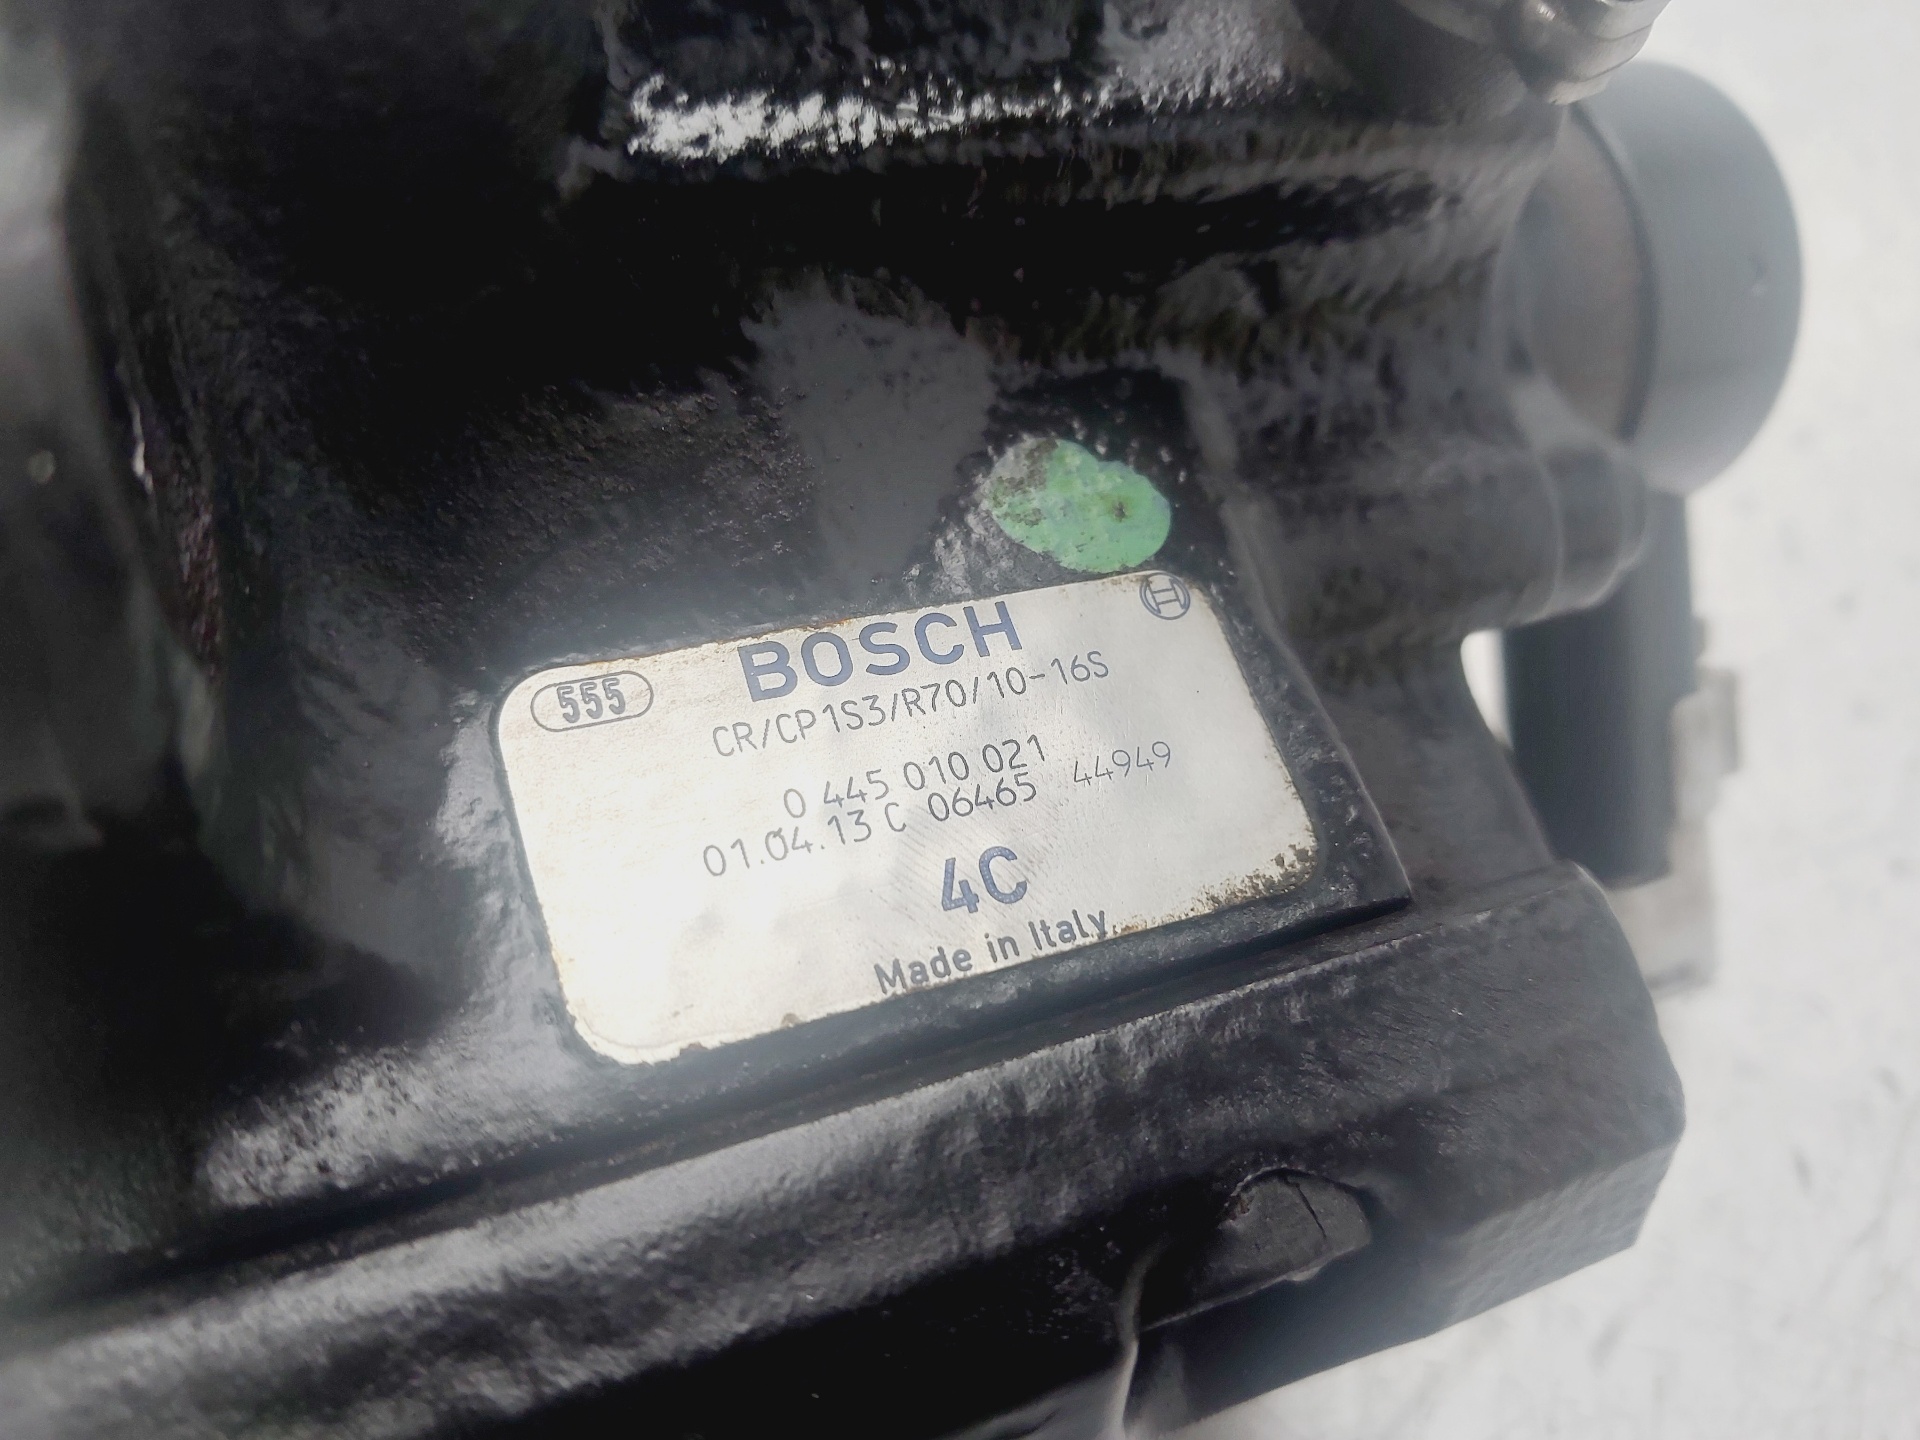 555
BOSCH
CR/CP1S3/R70/10-16S
0 445 010 021
01.04.13 C 06465 44949
4C
Made in Italy